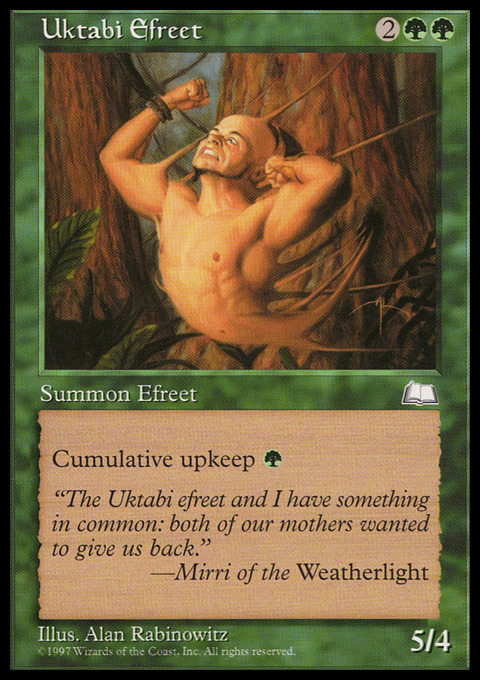 Uktabi Efreet
2
Summon Efreet
Cumulative upkeep
“The Uktabi efreet and I have something
in common: both of our mothers wanted
to give us back.”
—Mirri of the Weatherlight
Illus. Alan Rabinowitz
5/4
©1997 Wizards of the Coast, Inc. All rights reserved.